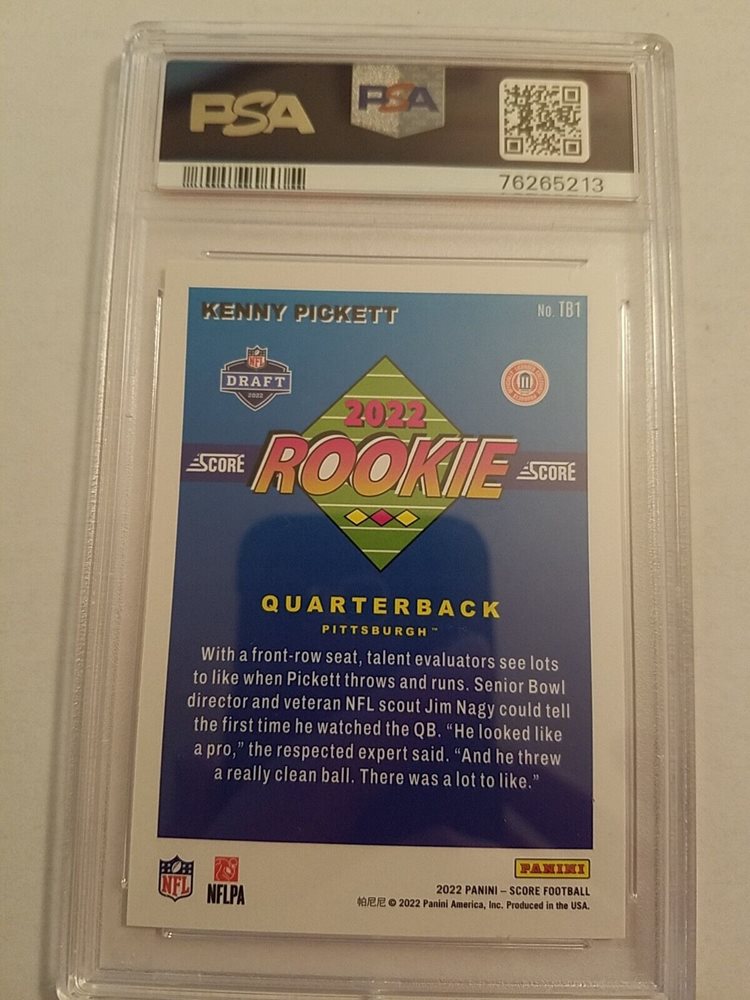 PSA
PSA
76265213
KENNY PICKETT
No. TB1
NFL
DRAFT
2022
2022
SCORE
ROOKIE
SCORE
QUARTERBACK
PITTSBURGH™
With a front-row seat, talent evaluators see lots
to like when Pickett throws and runs. Senior Bowl
director and veteran NFL scout Jim Nagy could tell
the first time he watched the QB. “He looked like
a pro,” the respected expert said. “And he threw
a really clean ball. There was a lot to like.”
NFL
NFLPA
PANINI
2022 PANINI – SCORE FOOTBALL
帕尼尼 © 2022 Panini America, Inc. Produced in the USA.